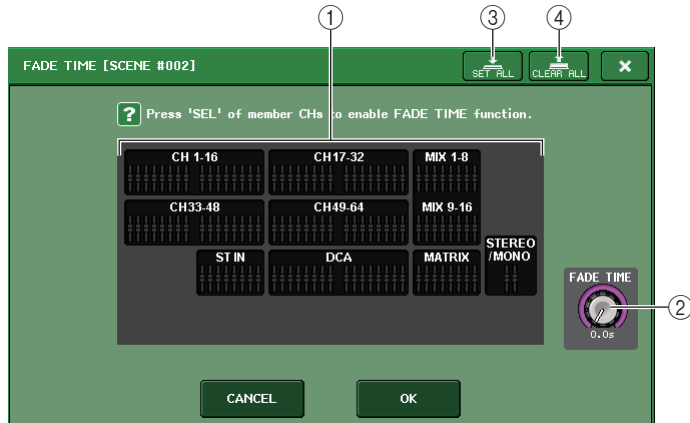 ① ③ ④
FADE TIME [SCENE #002]
SET ALL
CLEAR ALL
×
? Press 'SEL' of member CHs to enable FADE TIME function.
CH 1-16
CH17-32
MIX 1-8
CH33-48
CH49-64
MIX 9-16
ST IN
DCA
MATRIX
STEREO
/MONO
FADE TIME
②
0.0s
CANCEL
OK